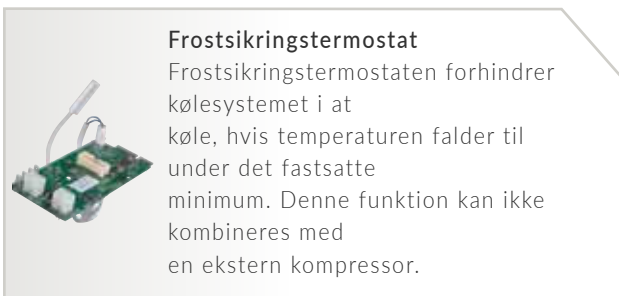 Frostsikringstermostat
Frostsikringstermostaten forhindrer
kølesystemet i at
køle, hvis temperaturen falder til
under det fastsatte
minimum. Denne funktion kan ikke
kombineres med
en ekstern kompressor.